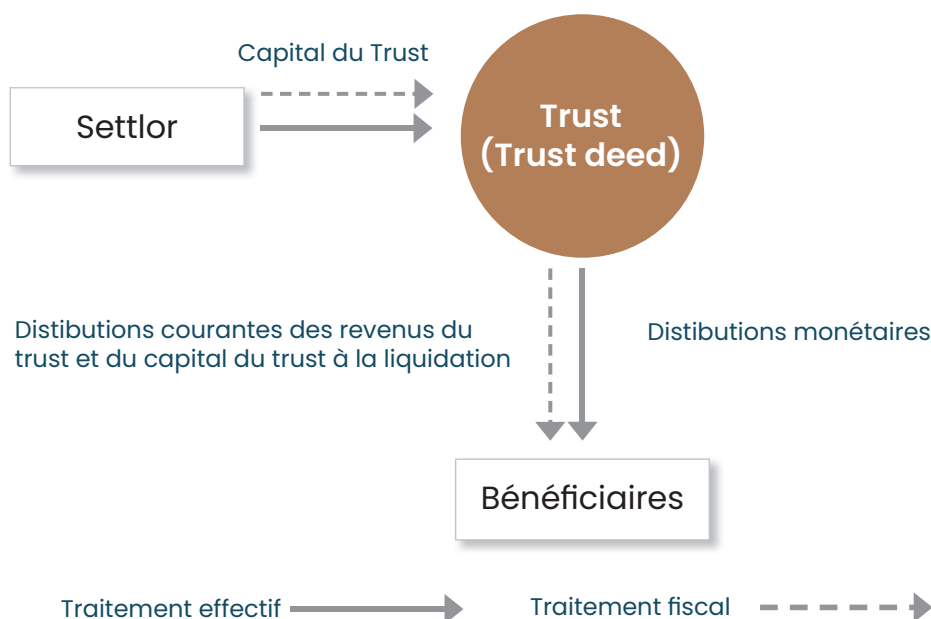 Capital du Trust
Settlor
Trust
(Trust deed)
Distibutions courantes des revenus du
trust et du capital du trust à la liquidation
Distibutions monétaires
Bénéficiaires
Traitement effectif
Traitement fiscal